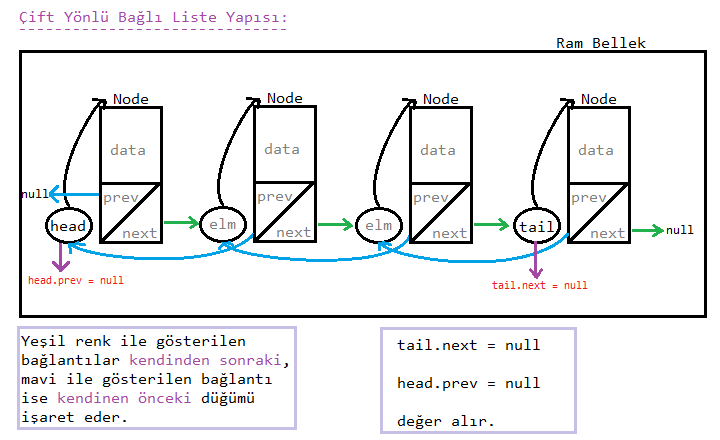 Çift Yönlü Bağlı Liste Yapısı:
Ram Bellek
Node Node Node Node
data data data data
null prev prev prev prev
head elm elm tail
next next next next null
head.prev = null
tail.next = null
Yeşil renk ile gösterilen
bağlantılar kendinden sonraki,
mavi ile gösterilen bağlantı
ise kendinen önceki düğümü
işaret eder.
tail.next = null
head.prev = null
değer alır.